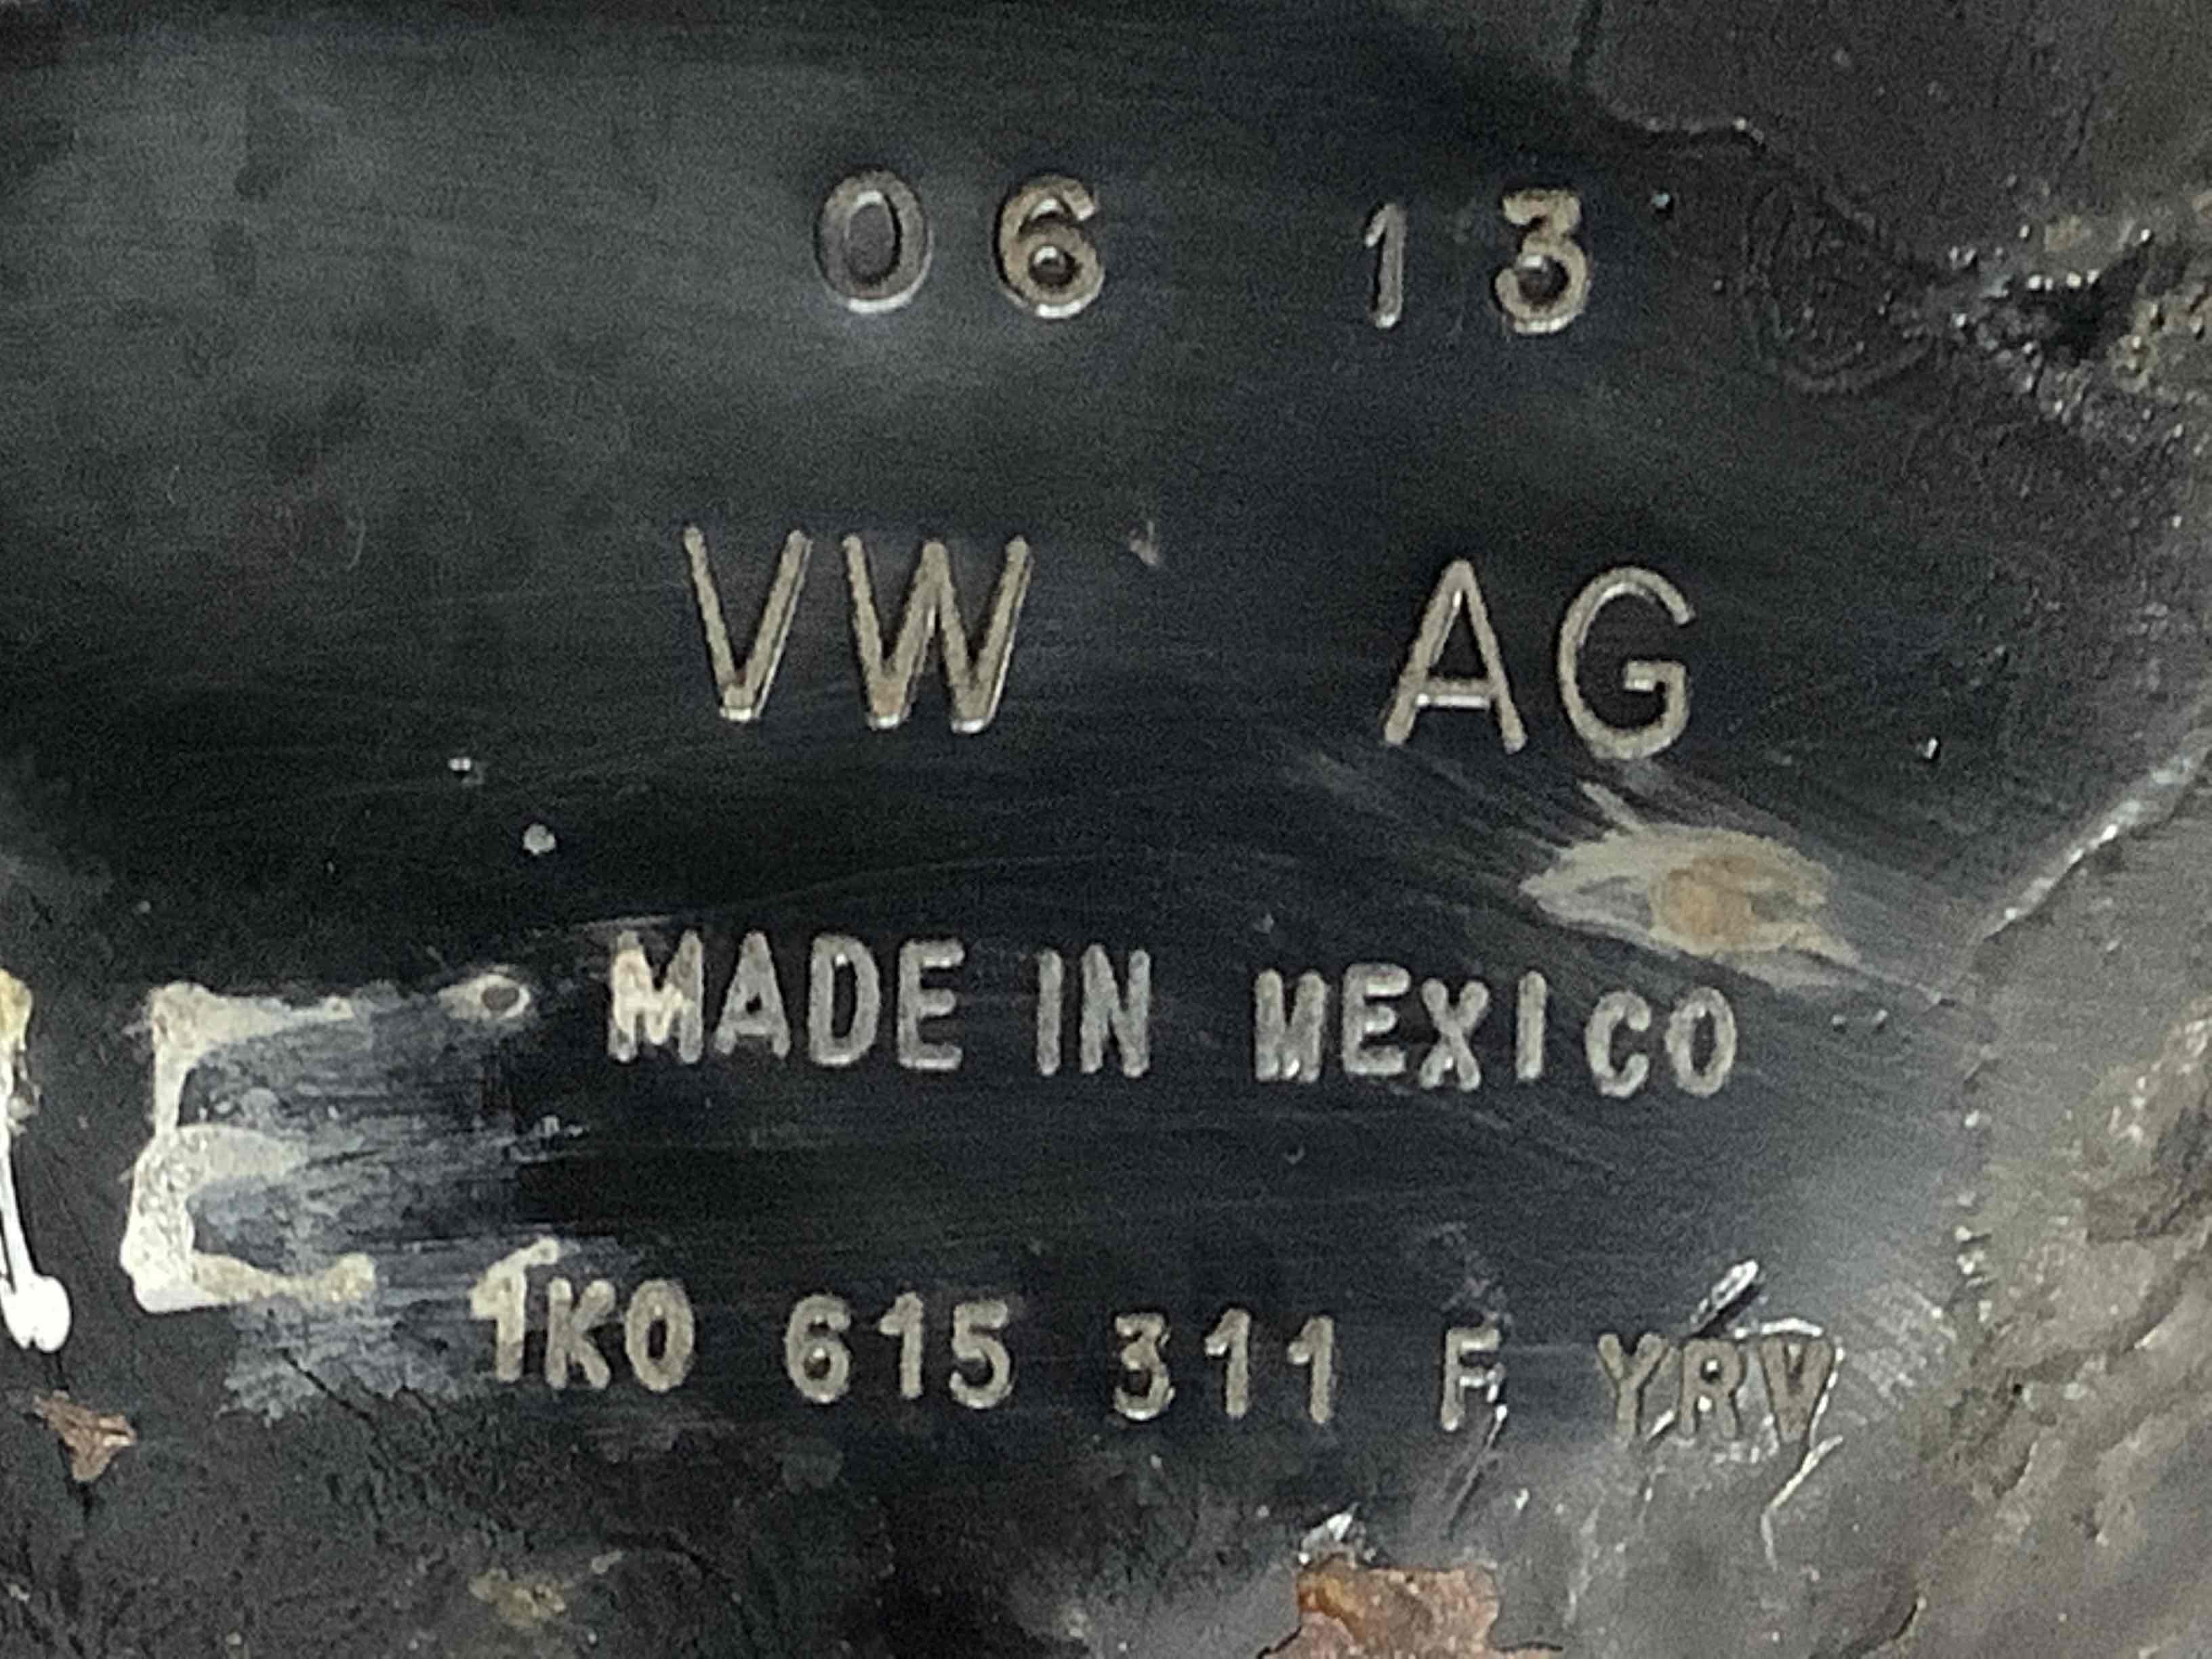 06 13
VW AG
MADE IN MEXICO
E
1K0 615 311 F YRV